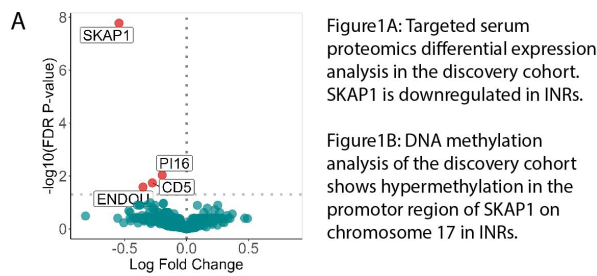 A
8
6
4
2
0
-log10(FDR P-value)
SKAP1
PI16
CD5
ENDOU
-0.5
0.0
0.5
Log Fold Change
Figure1A: Targeted serum
proteomics differential expression
analysis in the discovery cohort.
SKAP1 is downregulated in INRs.
Figure1B: DNA methylation
analysis of the discovery cohort
shows hypermethylation in the
promotor region of SKAP1 on
chromosome 17 in INRs.